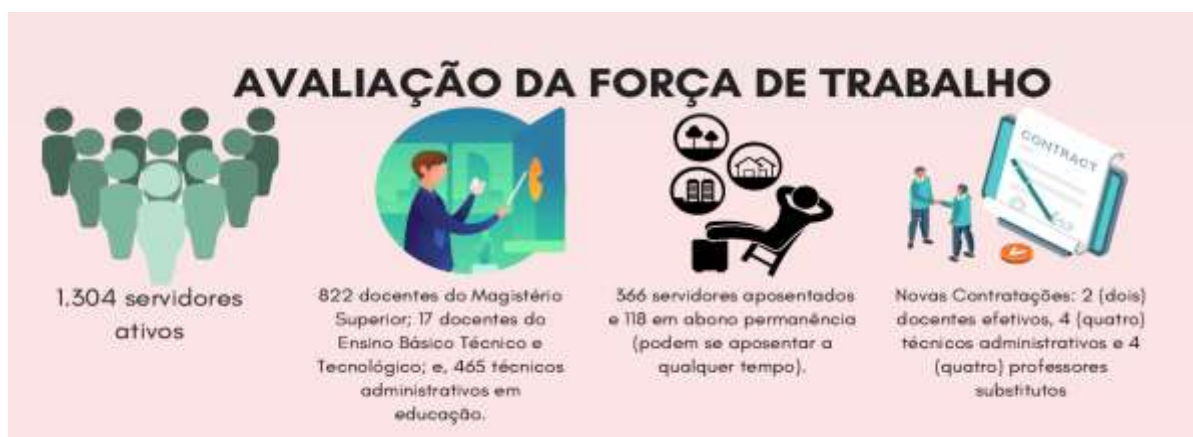 AVALIAÇÃO DA FORÇA DE TRABALHO
1.304 servidores
ativos
822 docentes do Magistério
Superior; 17 docentes do
Ensino Básico Técnico e
Tecnológico; e, 465 técnicos
administrativos em
educação.
366 servidores aposentados
e 118 em abono permanência
(podem se aposentar a
qualquer tempo).
CONTRACT
Novas Contratações: 2 (dois)
docentes efetivos, 4 (quatro)
técnicos administrativos e 4
(quatro) professores
substitutos